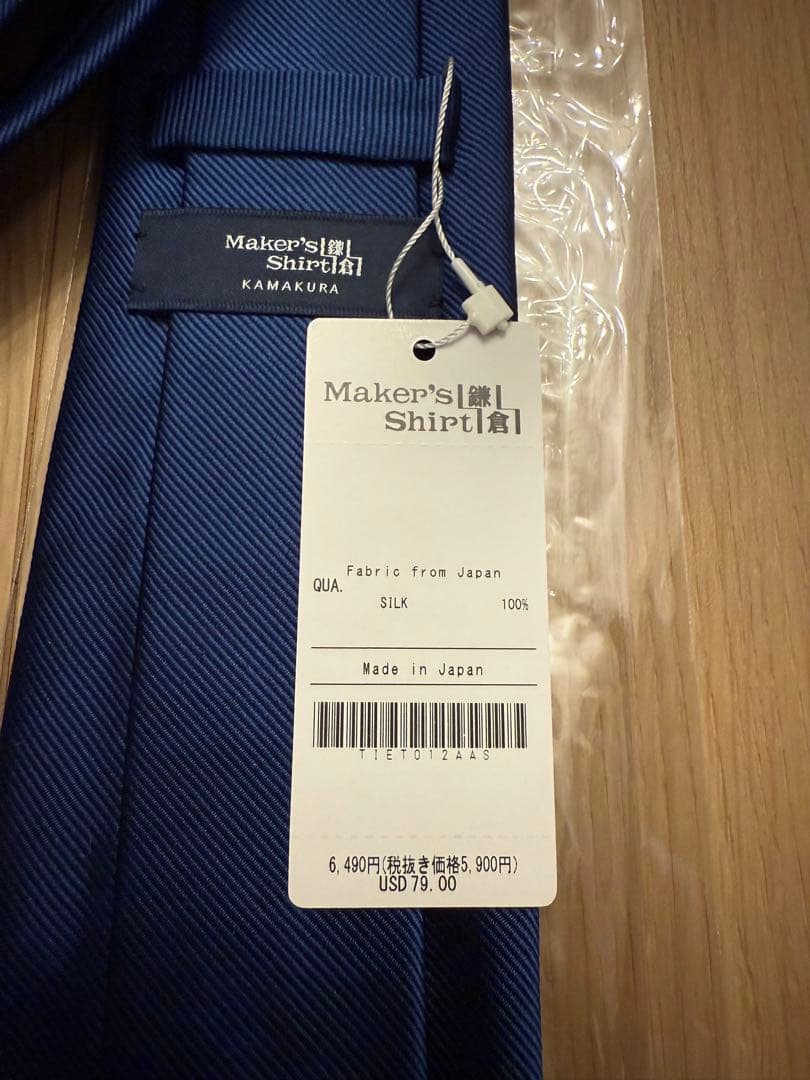 Maker's 鎌
Shirt 倉
KAMAKURA
Maker's 鎌
Shirt 倉
Fabric from Japan
QUA.
SILK 100%
Made in Japan
TIET012AAS
6,490円(税抜き価格5,900円)
USD 79.00